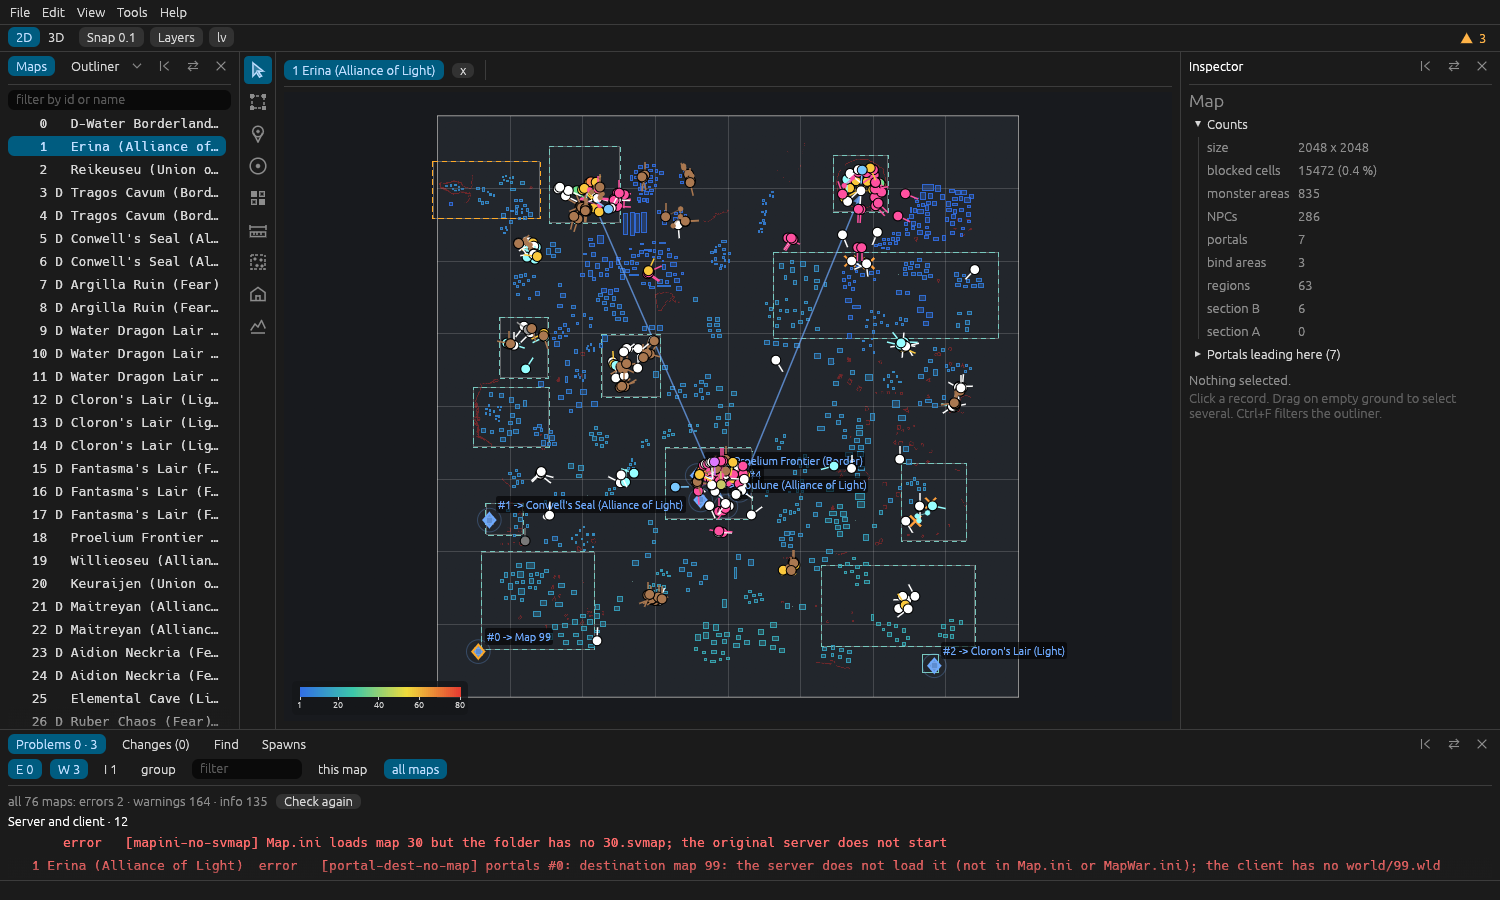 File Edit View Tools Help
2D 3D Snap 0.1 Layers lv 3
Maps Outliner
1 Erina (Alliance of Light) x
Inspector
filter by id or name
0 D-Water Borderland…
1 Erina (Alliance of…
2 Reikeuseu (Union o…
3 D Tragos Cavum (Bord…
4 D Tragos Cavum (Bord…
5 D Conwell's Seal (Al…
6 D Conwell's Seal (Al…
7 D Argilla Ruin (Fear)
8 D Argilla Ruin (Fear…
9 D Water Dragon Lair …
10 D Water Dragon Lair …
11 D Water Dragon Lair …
12 D Cloron's Lair (Lig…
13 D Cloron's Lair (Lig…
14 D Cloron's Lair (Lig…
15 D Fantasma's Lair (F…
16 D Fantasma's Lair (F…
17 D Fantasma's Lair (F…
18 Proelium Frontier …
19 Willieoseu (Allian…
20 Keuraijen (Union o…
21 D Maitreyan (Allianc…
22 D Maitreyan (Allianc…
23 D Aidion Neckria (Fe…
24 D Aidion Neckria (Fe…
25 Elemental Cave (Li…
26 D Ruber Chaos (Fear)…
Proelium Frontier (Border)
oulune (Alliance of Light)
#1 -> Conwell's Seal (Alliance of Light)
#0 -> Map 99
#2 -> Cloron's Lair (Light)
1 20 40 60 80
Map
Counts
size 2048 x 2048
blocked cells 15472 (0.4 %)
monster areas 835
NPCs 286
portals 7
bind areas 3
regions 63
section B 6
section A 0
Portals leading here (7)
Nothing selected.
Click a record. Drag on empty ground to select
several. Ctrl+F filters the outliner.
Problems 0 · 3 Changes (0) Find Spawns
E 0 W 3 I 1 group filter this map all maps
all 76 maps: errors 2 · warnings 164 · info 135 Check again
Server and client · 12
error [mapini-no-svmap] Map.ini loads map 30 but the folder has no 30.svmap; the original server does not start
1 Erina (Alliance of Light) error [portal-dest-no-map] portals #0: destination map 99: the server does not load it (not in Map.ini or MapWar.ini); the client has no world/99.wld